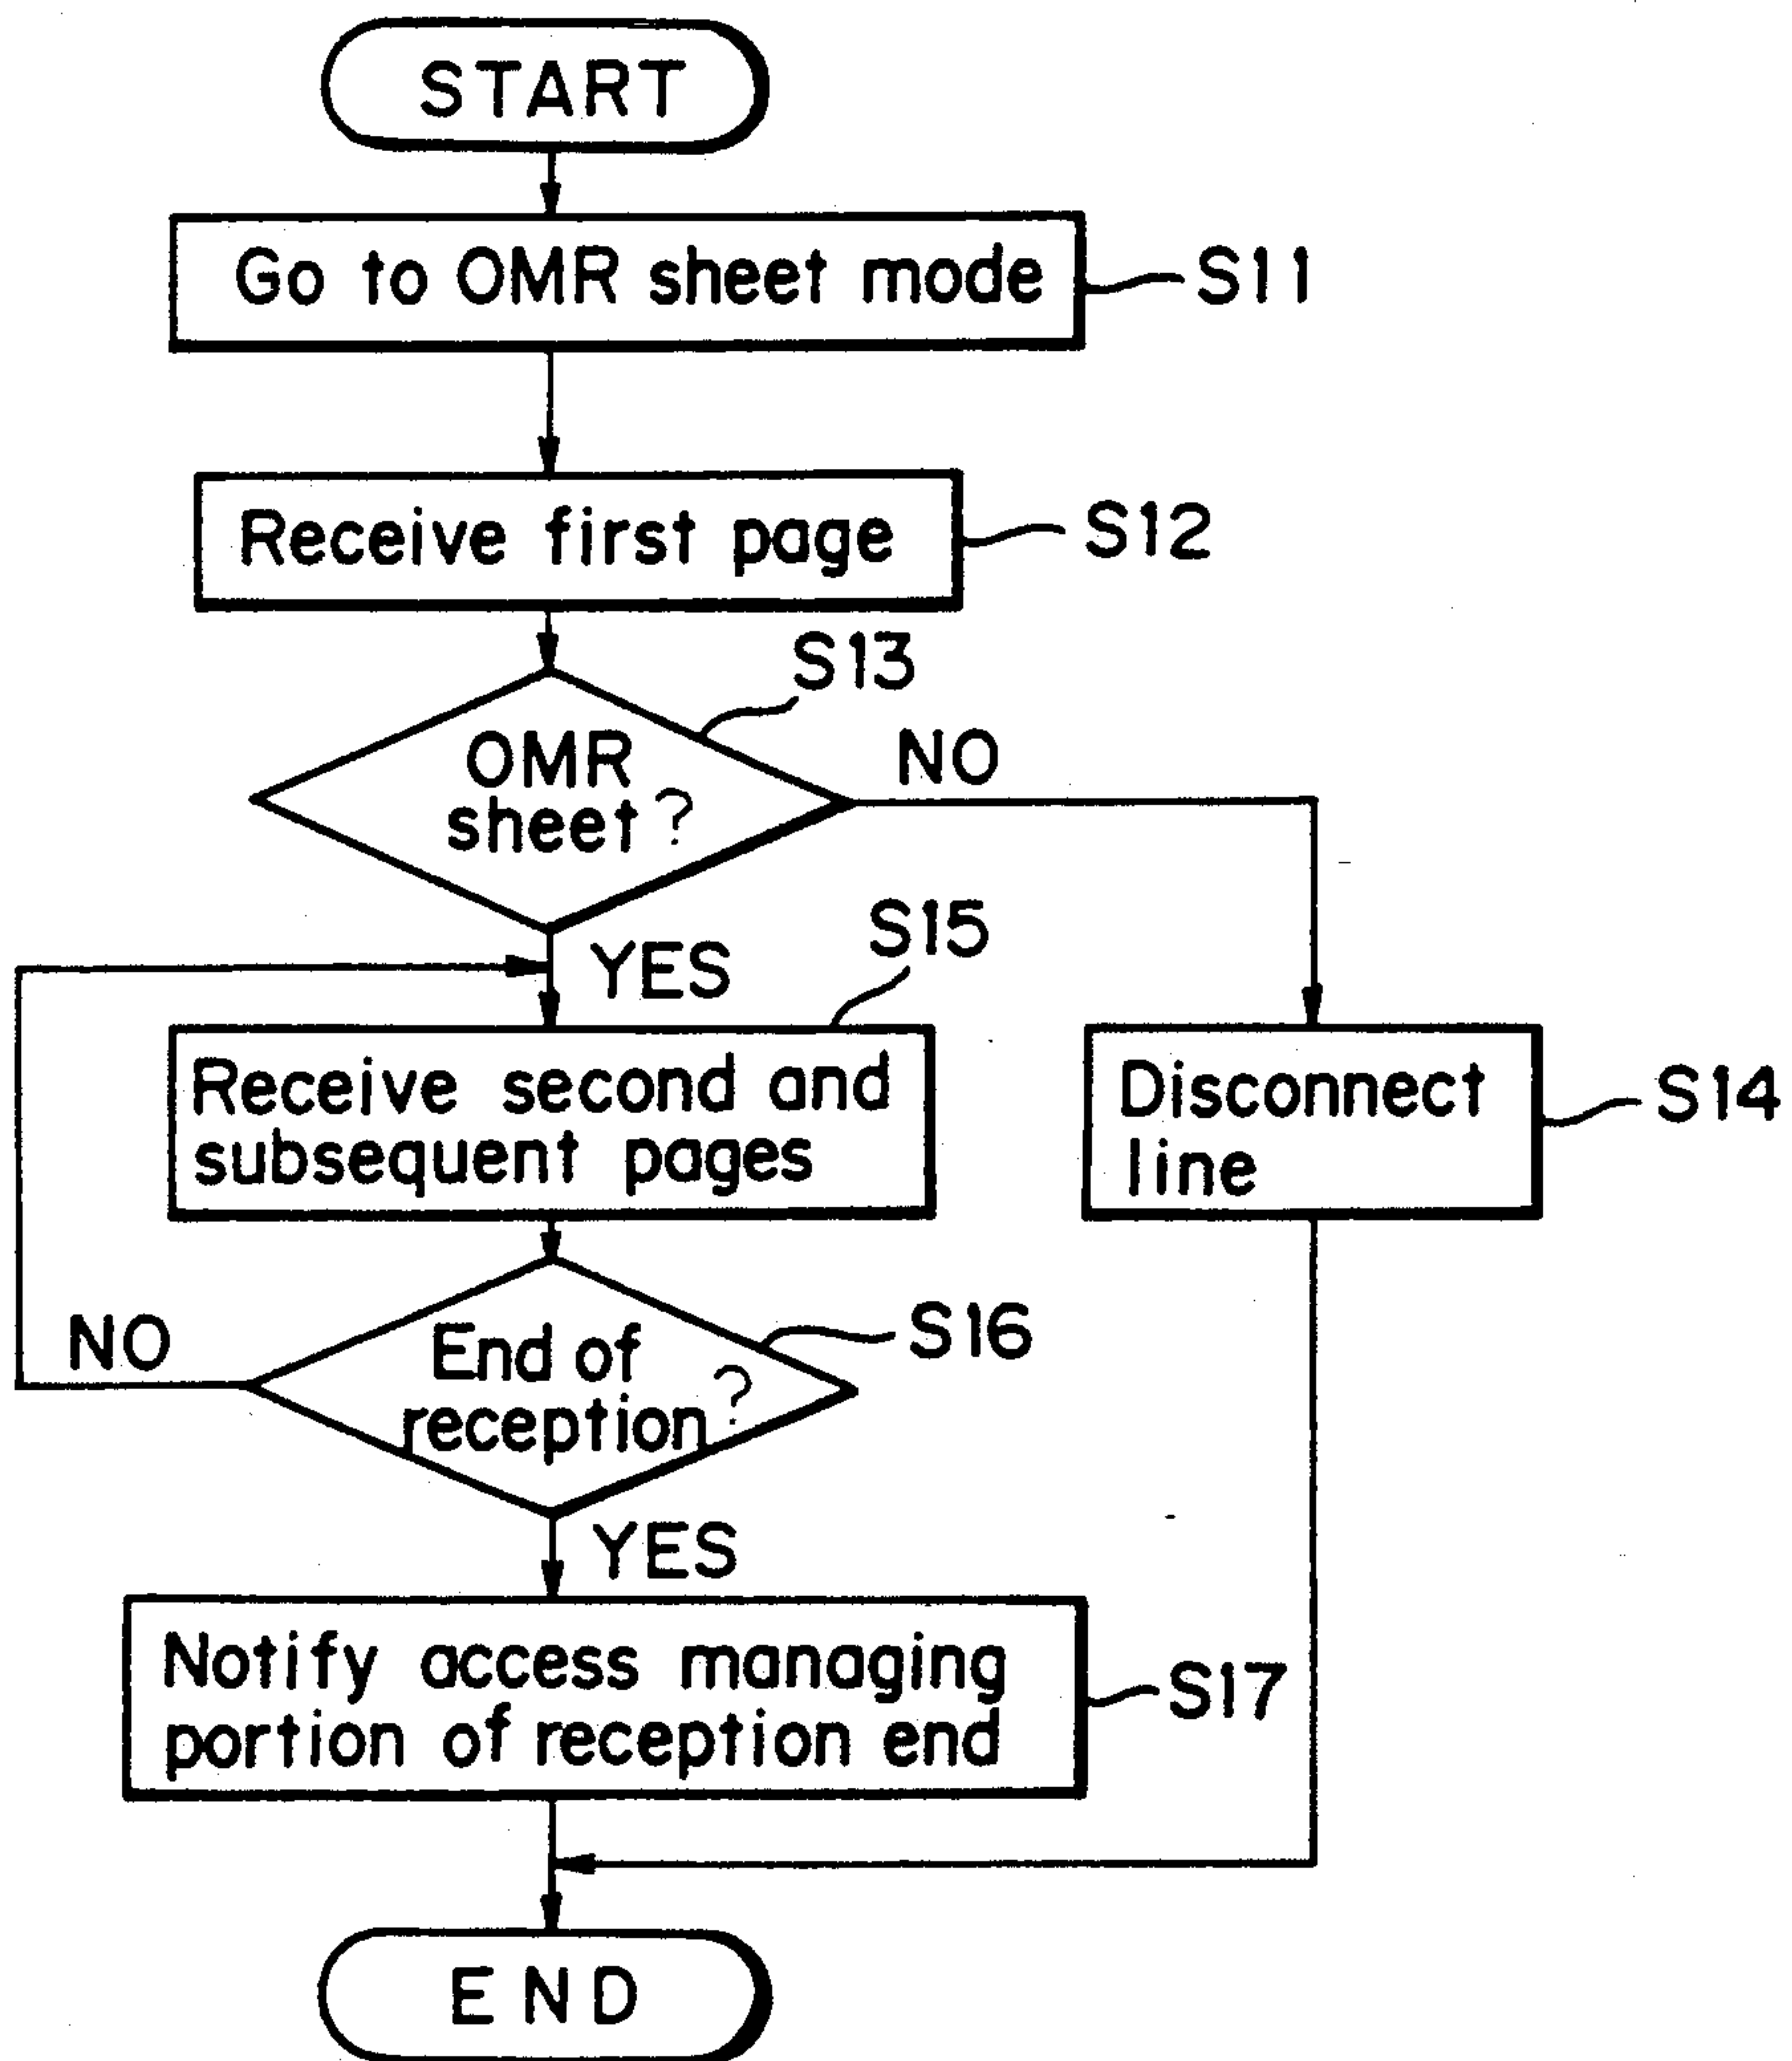 START
Go to OMR sheet mode
S11
Receive first page
S12
S13
OMR
sheet?
NO
YES
S15
Receive second and
subsequent pages
Disconnect
line
S14
End of
reception?
S16
NO
YES
Notify access managing
portion of reception end
S17
END